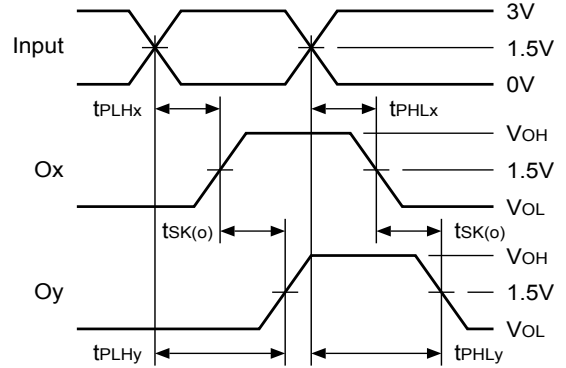 3V
Input
1.5V
0V
tPLHx
tPHLx
VOH
Ox
1.5V
VOL
tSK(o)
tSK(o)
VOH
Oy
1.5V
VOL
tPLHy
tPHLy